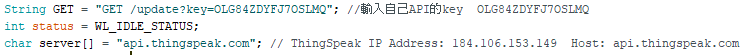 String GET = "GET /update?key=OLG84ZDYFJ7OSLMQ"; //輸入自己API的key  OLG84ZDYFJ7OSLMQ
int status = WL_IDLE_STATUS;
char server[] = "api.thingspeak.com"; // ThingSpeak IP Address: 184.106.153.149  Host: api.thingspeak.com